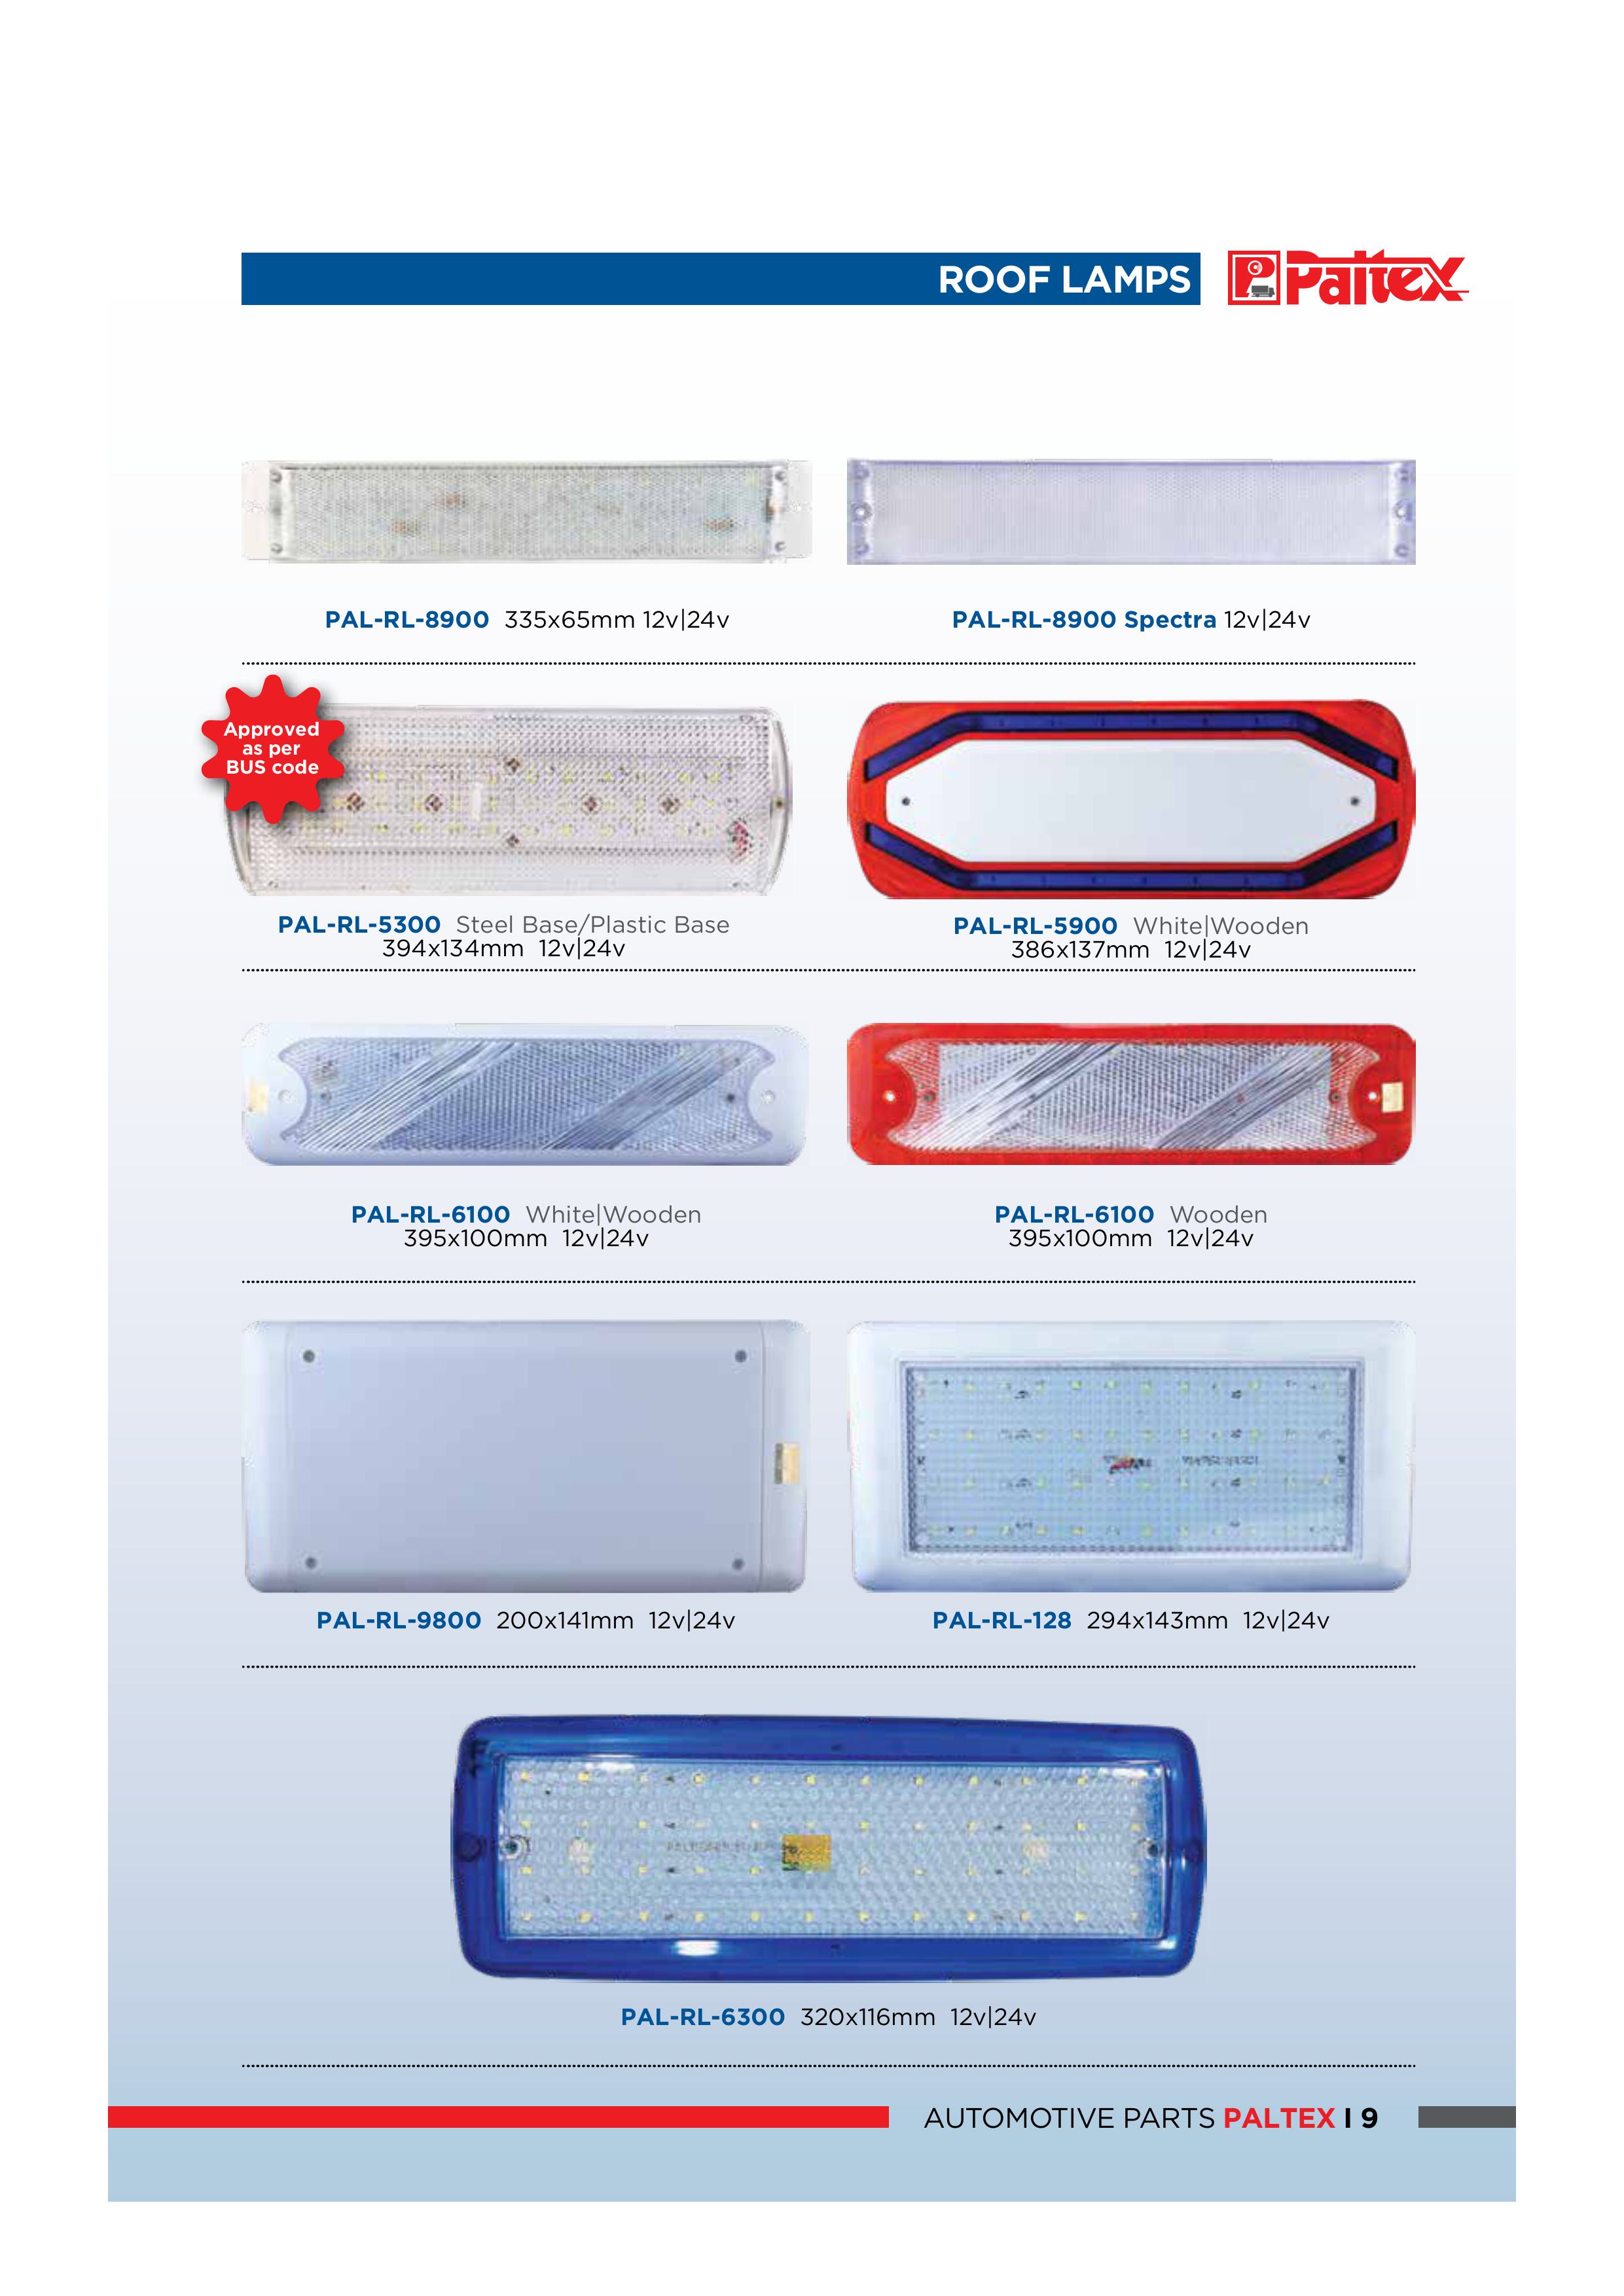 ROOF LAMPS
P Paltex
PAL-RL-8900 335x65mm 12v|24v
PAL-RL-8900 Spectra 12v|24v
Approved
as per
BUS code
PAL-RL-5300 Steel Base/Plastic Base
394x134mm 12v|24v
PAL-RL-5900 White|Wooden
386x137mm 12v|24v
PAL-RL-6100 White|Wooden
395x100mm 12v|24v
PAL-RL-6100 Wooden
395x100mm 12v|24v
PAL-RL-9800 200x141mm 12v|24v
PAL-RL-128 294x143mm 12v|24v
PAL-RL-6300 320x116mm 12v|24v
AUTOMOTIVE PARTS PALTEX I 9